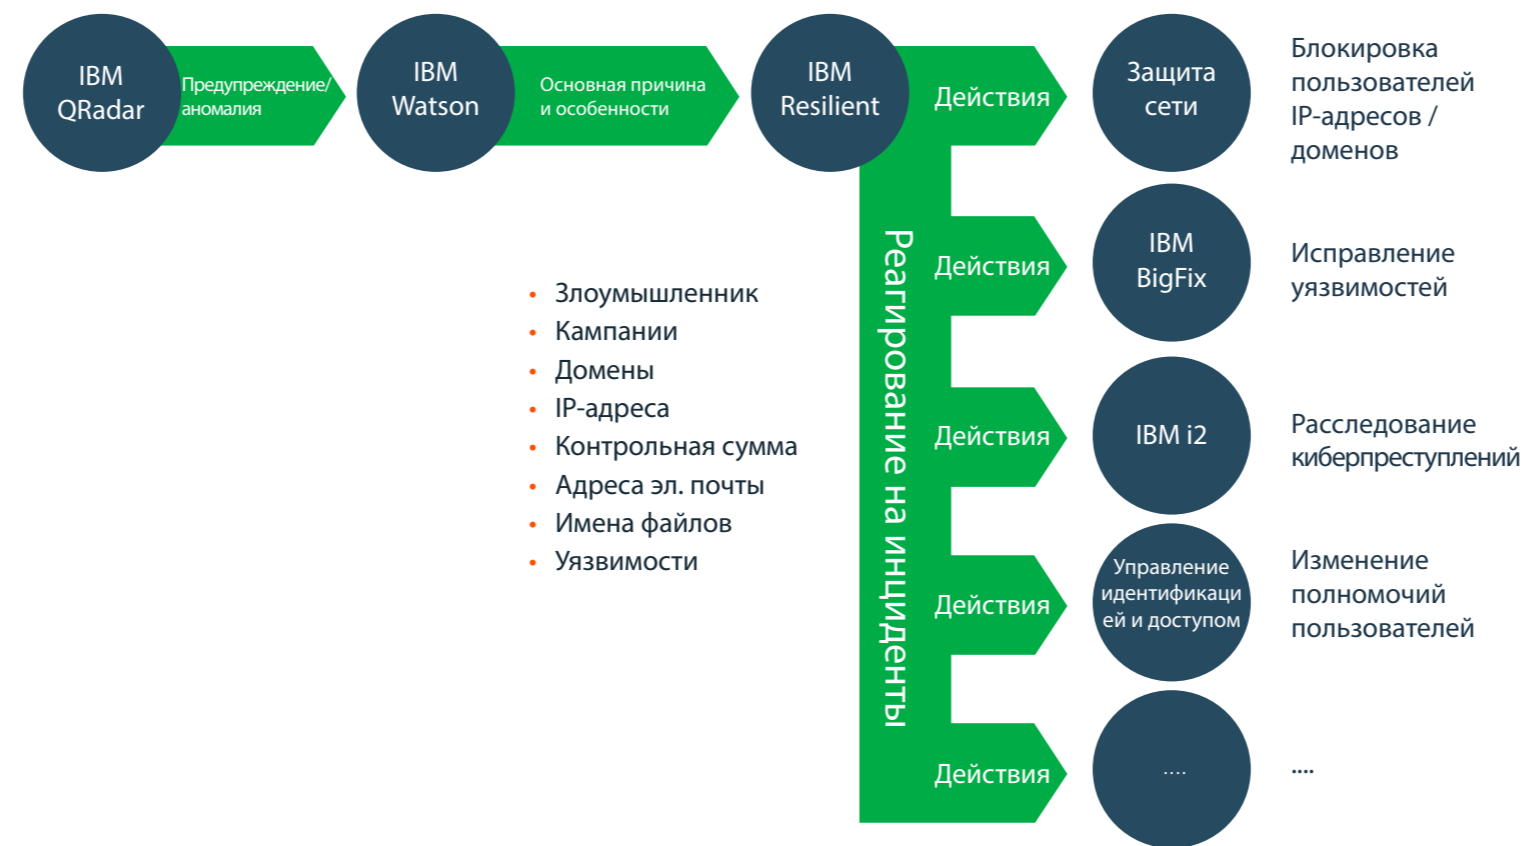 IBM
QRadar
Предупреждение/
аномалия
IBM
Watson
Основная причина
и особенности
IBM
Resilient
Действия
Защита
сети
Блокировка
пользователей
IP-адресов /
доменов
Реагирование на инциденты
Действия
IBM
BigFix
Исправление
уязвимостей
• Злоумышленник
• Кампании
• Домены
• IP-адреса
• Контрольная сумма
• Адреса эл. почты
• Имена файлов
• Уязвимости
Действия
IBM i2
Расследование
киберпреступлений
Действия
Управление
идентификаци
ей и доступом
Изменение
полномочий
пользователей
Действия
....
....